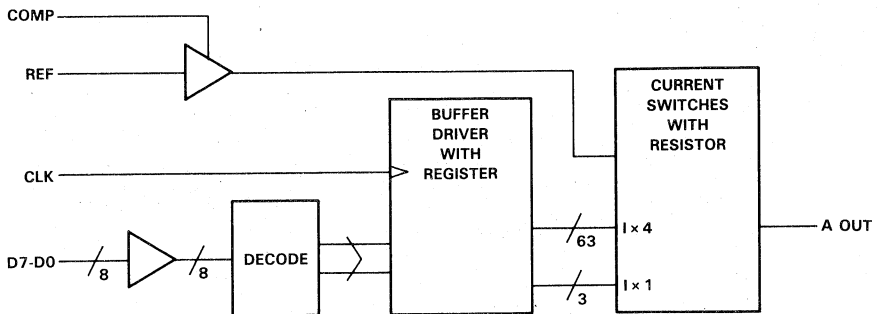 COMP
REF
CLK
D7-D0
8
8
DECODE
BUFFER
DRIVER
WITH
REGISTER
63
3
CURRENT
SWITCHES
WITH
RESISTOR
I × 4
I × 1
A OUT